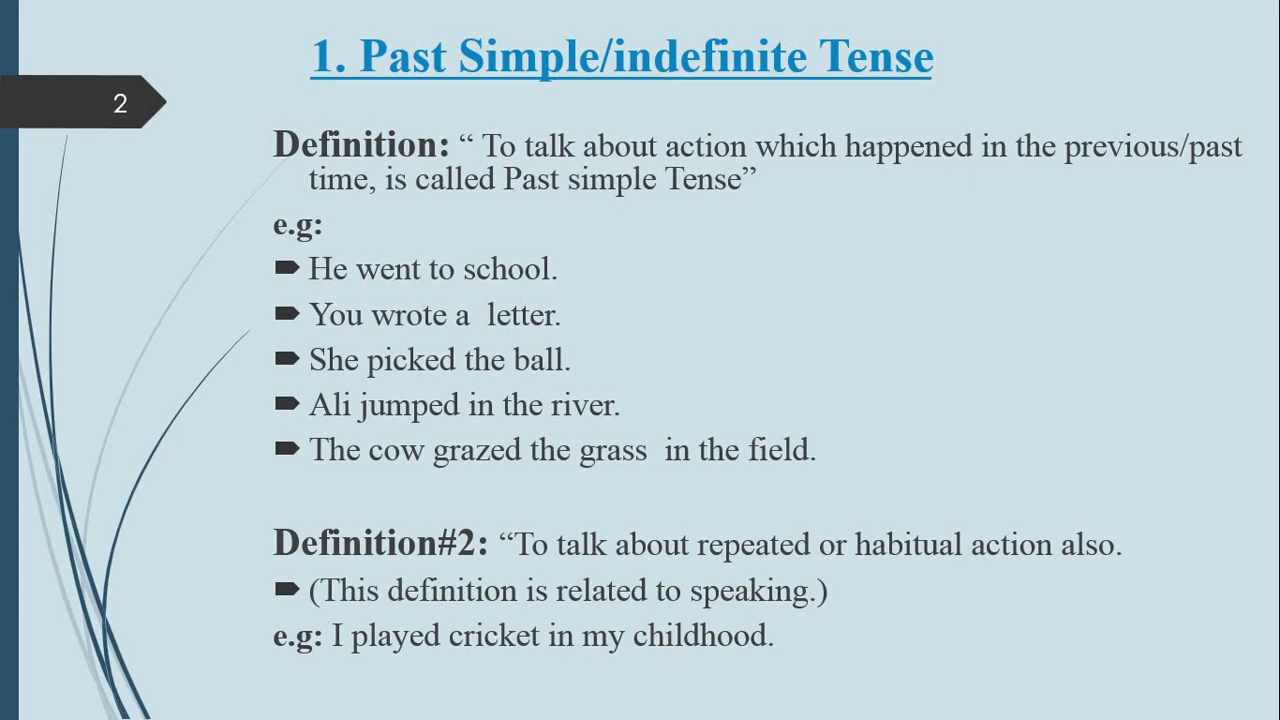 1. Past Simple/indefinite Tense
2
Definition: “ To talk about action which happened in the previous/past
time, is called Past simple Tense”
e.g:
He went to school.
You wrote a  letter.
She picked the ball.
Ali jumped in the river.
The cow grazed the grass  in the field.
Definition#2: “To talk about repeated or habitual action also.
(This definition is related to speaking.)
e.g: I played cricket in my childhood.